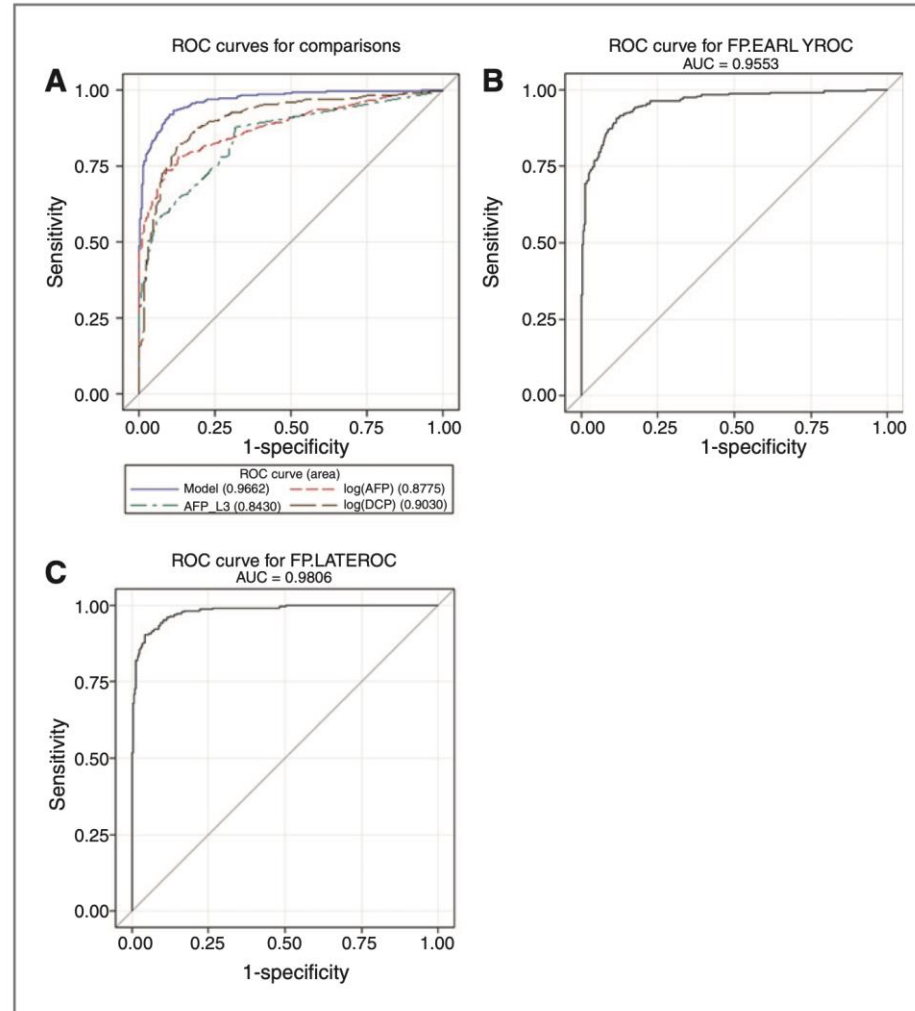 ROC curves for comparisons
A
1.00
0.75
0.50
0.25
0.00
Sensitivity
0.00 0.25 0.50 0.75 1.00
1-specificity
ROC curve (area)
Model (0.9662) log(AFP) (0.8775)
AFP_L3 (0.8430) log(DCP) (0.9030)
ROC curve for FP.EARL YROC
AUC = 0.9553
B
1.00
0.75
0.50
0.25
0.00
Sensitivity
0.00 0.25 0.50 0.75 1.00
1-specificity
ROC curve for FP.LATEROC
AUC = 0.9806
C
1.00
0.75
0.50
0.25
0.00
Sensitivity
0.00 0.25 0.50 0.75 1.00
1-specificity